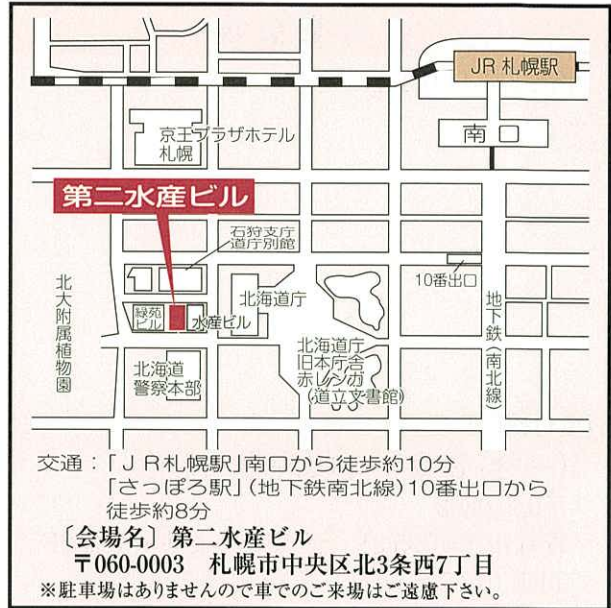 JR 札幌駅
南 口
京王プラザホテル
札幌
第二水産ビル
石狩支庁
道庁別館
10番出口
北海道庁
緑苑
ビル
水産ビル
北大附属植物園
地下鉄(南北線)
北海道庁
旧本庁舎
赤レンガ
(道立文書館)
北海道
警察本部
交通：「ＪＲ札幌駅」南口から徒歩約10分
「さっぽろ駅」(地下鉄南北線)10番出口から
徒歩約8分
〔会場名〕第二水産ビル
〒060-0003　札幌市中央区北3条西7丁目
※駐車場はありませんので車でのご来場はご遠慮下さい。